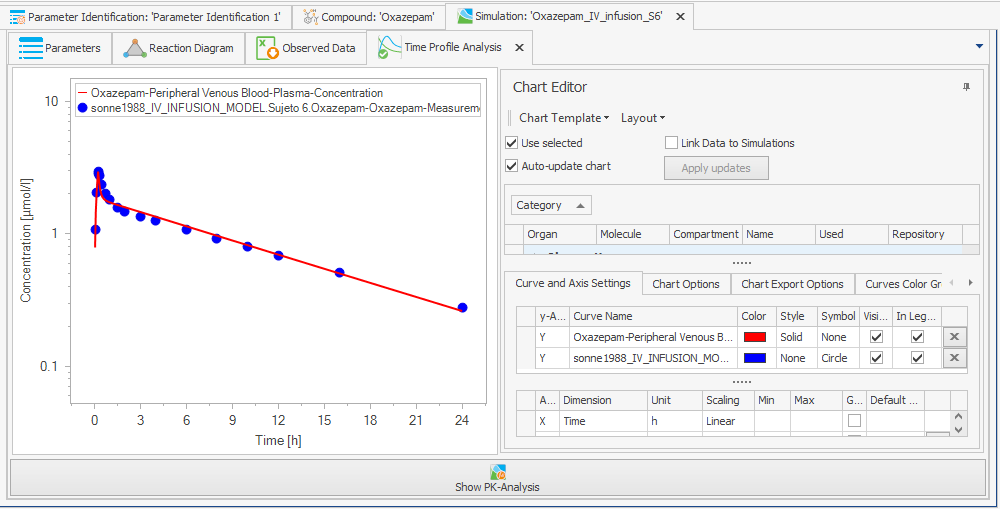 Parameter Identification: 'Parameter Identification 1'
Compound: 'Oxazepam'
Simulation: 'Oxazepam_IV_infusion_S6'
Parameters
Reaction Diagram
Observed Data
Time Profile Analysis
Oxazepam-Peripheral Venous Blood-Plasma-Concentration
sonne1988_IV_INFUSION_MODEL.Sujeto 6.Oxazepam-Oxazepam-Measureme
Concentration [µmol/l]
10
1
0.1
0 3 6 9 12 15 18 21 24
Time [h]
Chart Editor
Chart Template Layout
Use selected Link Data to Simulations
Auto-update chart Apply updates
Category
Organ Molecule Compartment Name Used Repository
Curve and Axis Settings Chart Options Chart Export Options Curves Color Gr
y-A... Curve Name Color Style Symbol Visi... In Leg...
Y Oxazepam-Peripheral Venous B... Solid None
Y sonne1988_IV_INFUSION_MO... None Circle
A... Dimension Unit Scaling Min Max G... Default ...
X Time h Linear
Show PK-Analysis